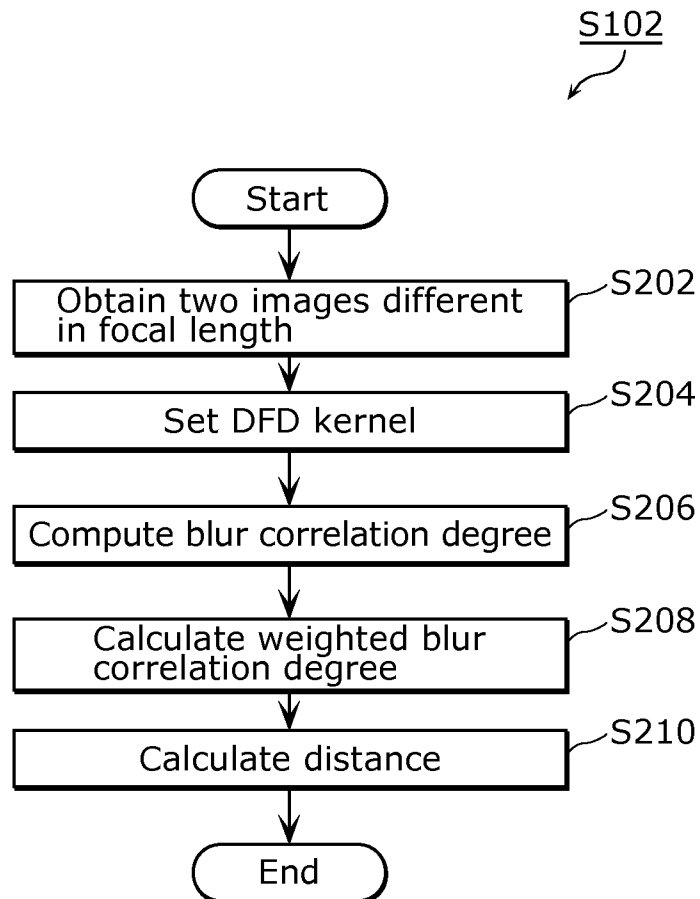 S102
Start
Obtain two images different
in focal length
S202
Set DFD kernel
S204
Compute blur correlation degree
S206
Calculate weighted blur
correlation degree
S208
Calculate distance
S210
End